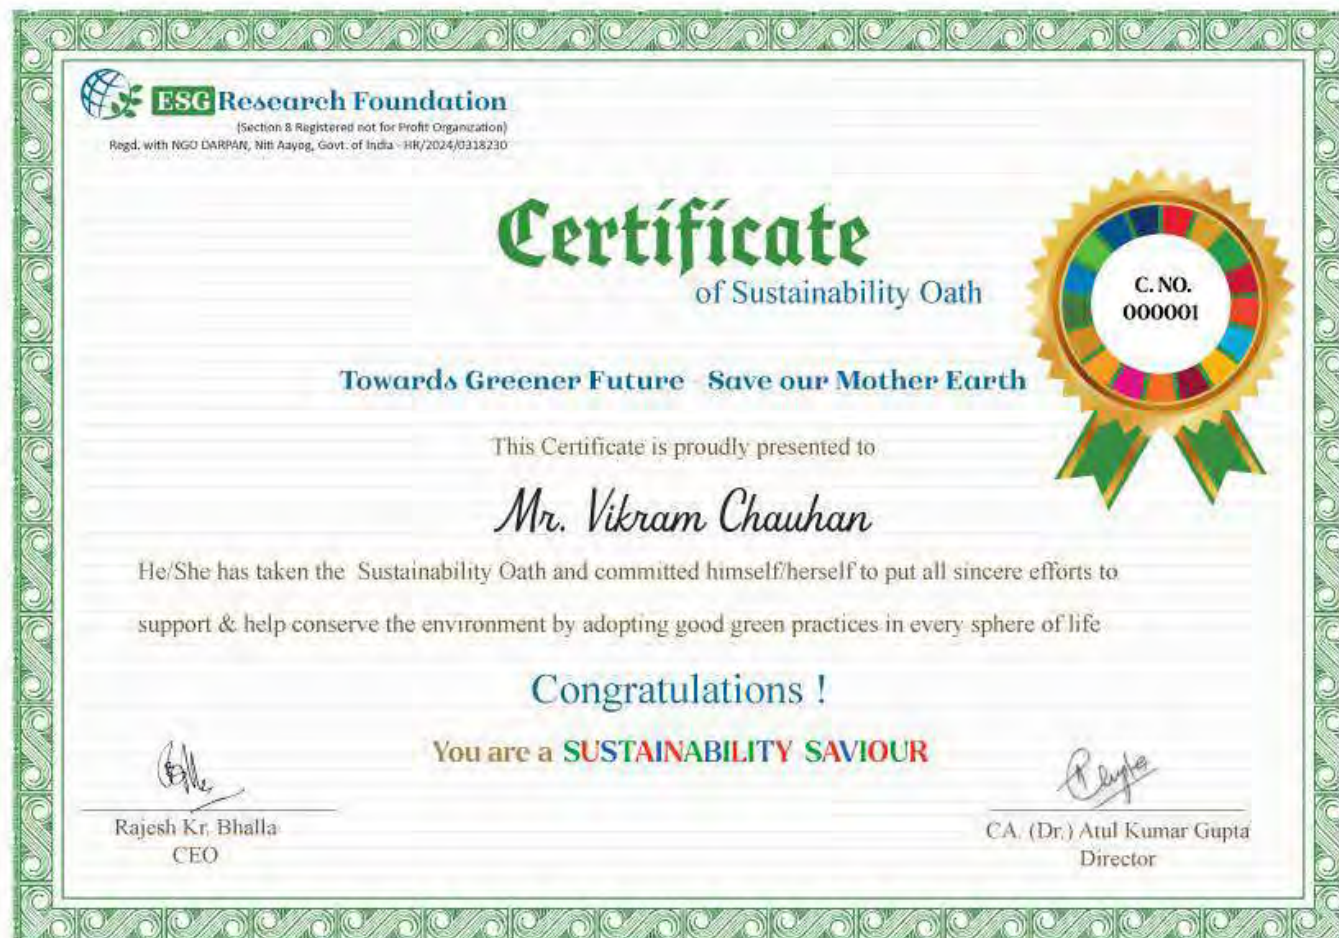 ESG Research Foundation
(Section 8 Registered not for Profit Organization)
Regd. with NGO DARPAN, Niti Aayog, Govt. of India - HR/2024/0318230
Certificate
of Sustainability Oath
C. NO.
000001
Towards Greener Future - Save our Mother Earth
This Certificate is proudly presented to
Mr. Vikram Chauhan
He/She has taken the Sustainability Oath and committed himself/herself to put all sincere efforts to
support & help conserve the environment by adopting good green practices in every sphere of life
Congratulations !
You are a SUSTAINABILITY SAVIOUR
Rajesh Kr. Bhalla
CEO
CA. (Dr.) Atul Kumar Gupta
Director